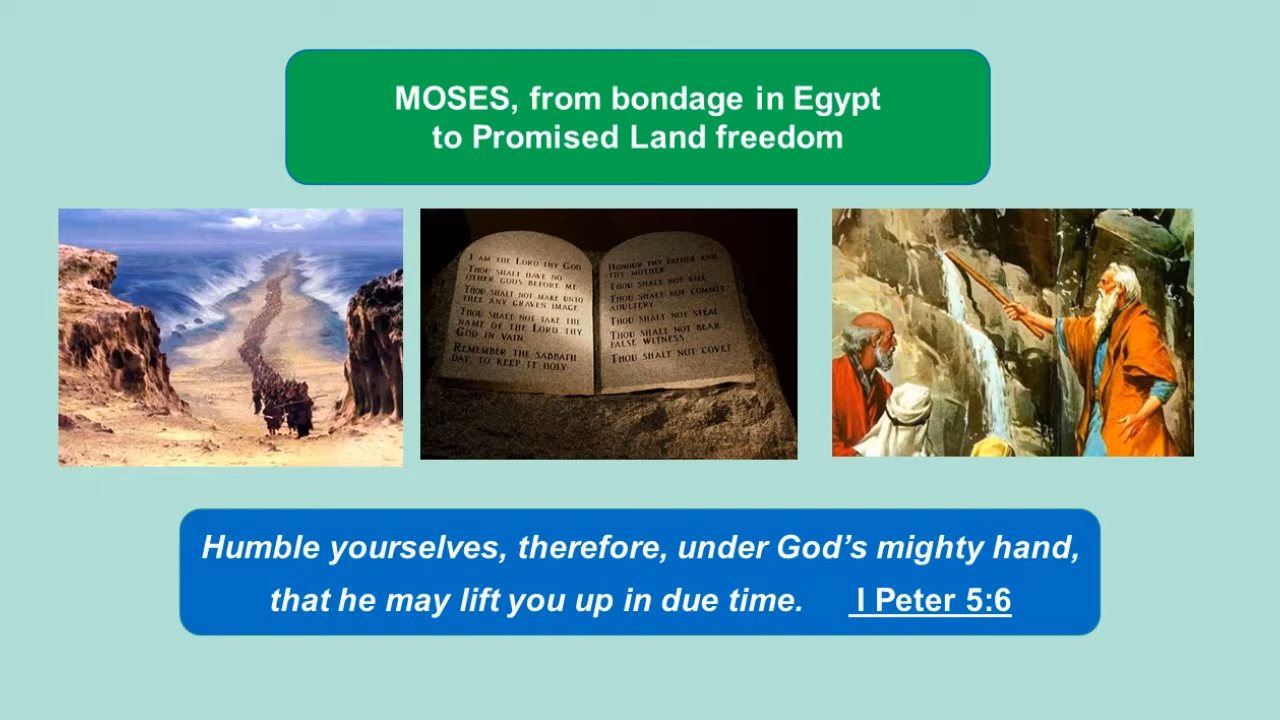 MOSES, from bondage in Egypt
to Promised Land freedom
I AM THE LORD THY GOD
THOU SHALT HAVE NO
OTHER GODS BEFORE ME
THOU SHALT NOT MAKE UNTO
THEE ANY GRAVEN IMAGE
THOU SHALT NOT TAKE THE
NAME OF THE LORD THY
GOD IN VAIN
REMEMBER THE SABBATH
DAY, TO KEEP IT HOLY
HONOUR THY FATHER AND
THY MOTHER
THOU SHALT NOT KILL
THOU SHALT NOT COMMIT
ADULTERY
THOU SHALT NOT STEAL
THOU SHALT NOT BEAR
FALSE WITNESS
THOU SHALT NOT COVET
Humble yourselves, therefore, under God’s mighty hand,
that he may lift you up in due time. I Peter 5:6